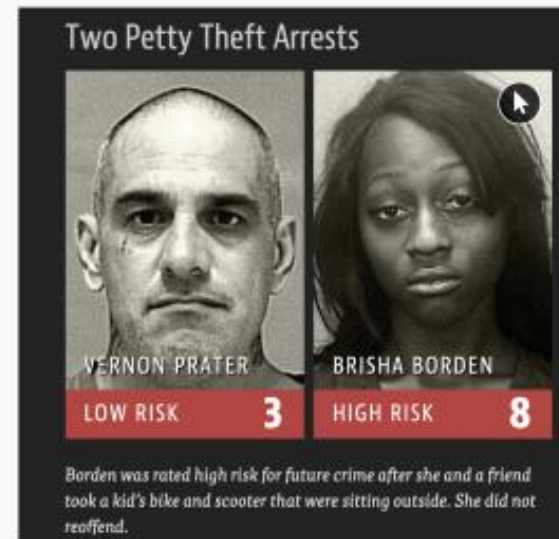 Two Petty Theft Arrests
VERNON PRATER
BRISHA BORDEN
LOW RISK 3
HIGH RISK 8
Borden was rated high risk for future crime after she and a friend
took a kid's bike and scooter that were sitting outside. She did not
reoffend.